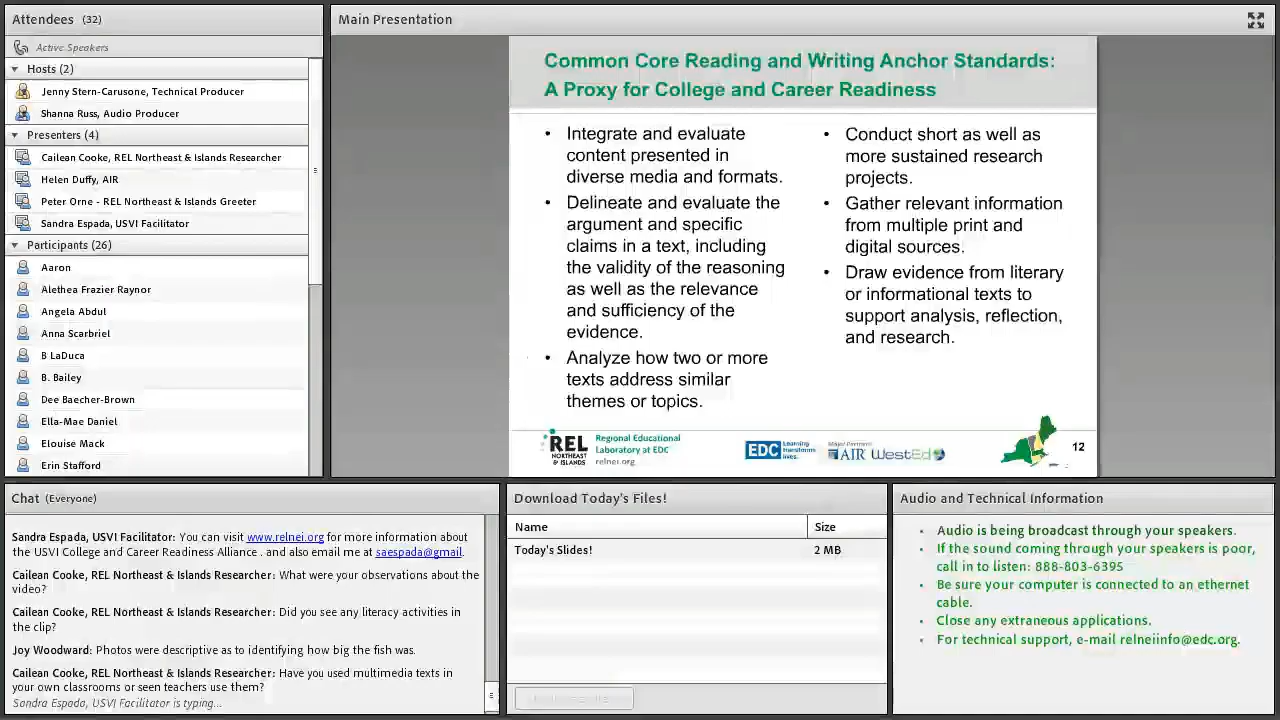 Attendees (32)
Active Speakers
Hosts (2)
Jenny Stern-Carusone, Technical Producer
Shanna Russ, Audio Producer
Presenters (4)
Cailean Cooke, REL Northeast & Islands Researcher
Helen Duffy, AIR
Peter Orne - REL Northeast & Islands Greeter
Sandra Espada, USVI Facilitator
Participants (26)
Aaron
Alethea Frazier Raynor
Angela Abdul
Anna Scarbriel
B LaDuca
B. Bailey
Dee Baecher-Brown
Ella-Mae Daniel
Elouise Mack
Erin Stafford
Main Presentation
Common Core Reading and Writing Anchor Standards:
A Proxy for College and Career Readiness
• Integrate and evaluate
content presented in
diverse media and formats.
• Delineate and evaluate the
argument and specific
claims in a text, including
the validity of the reasoning
as well as the relevance
and sufficiency of the
evidence.
• Analyze how two or more
texts address similar
themes or topics.
• Conduct short as well as
more sustained research
projects.
• Gather relevant information
from multiple print and
digital sources.
• Draw evidence from literary
or informational texts to
support analysis, reflection,
and research.
REL
NORTHEAST
& ISLANDS
Regional Educational
Laboratory at EDC
relnei.org
EDC Learning
transforms
lives.
Major Partners:
AIR WestEd
12
Chat (Everyone)
Sandra Espada, USVI Facilitator: You can visit www.relnei.org for more information about
the USVI College and Career Readiness Alliance . and also email me at saespada@gmail.
Cailean Cooke, REL Northeast & Islands Researcher: What were your observations about the
video?
Cailean Cooke, REL Northeast & Islands Researcher: Did you see any literacy activities in
the clip?
Joy Woodward: Photos were descriptive as to identifying how big the fish was.
Cailean Cooke, REL Northeast & Islands Researcher: Have you used multimedia texts in
your own classrooms or seen teachers use them?
Sandra Espada, USVI Facilitator is typing...
Download Today's Files!
Name Size
Today's Slides! 2 MB
Audio and Technical Information
• Audio is being broadcast through your speakers.
• If the sound coming through your speakers is poor,
call in to listen: 888-803-6395
• Be sure your computer is connected to an ethernet
cable.
• Close any extraneous applications.
• For technical support, e-mail relneiinfo@edc.org.